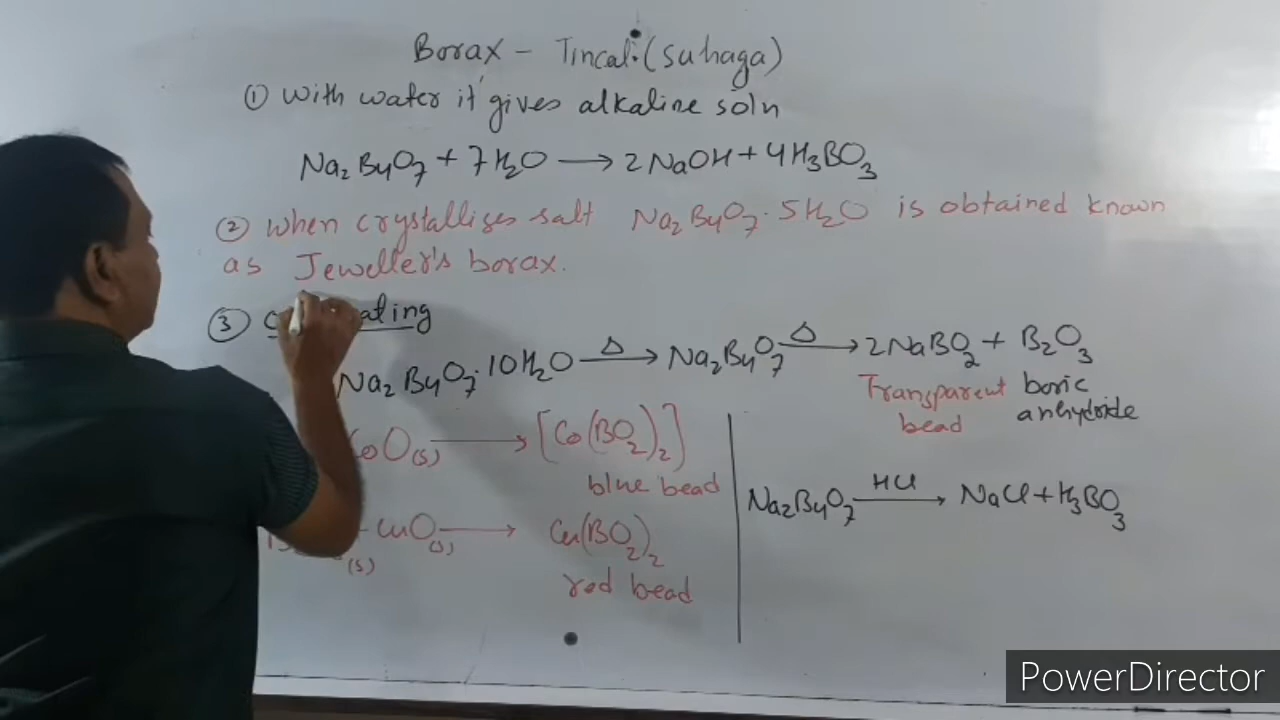 Borax - Tincal (Suhaga)
① With water it gives alkaline soln
Na₂B₄O₇ + 7H₂O → 2NaOH + 4H₃BO₃
② When crystallises salt Na₂B₄O₇·5H₂O is obtained known
as Jeweller's borax.
③
Na₂B₄O₇·10H₂O —Δ→ Na₂B₄O₇ —Δ→ 2NaBO₂ + B₂O₃
Transparent bead
boric anhydride
CoO(s) → [Co(BO₂)₂]
blue bead
(s) CuO(s) → Cu(BO₂)₂
red bead
Na₂B₄O₇ —HCl→ NaCl + H₃BO₃
PowerDirector